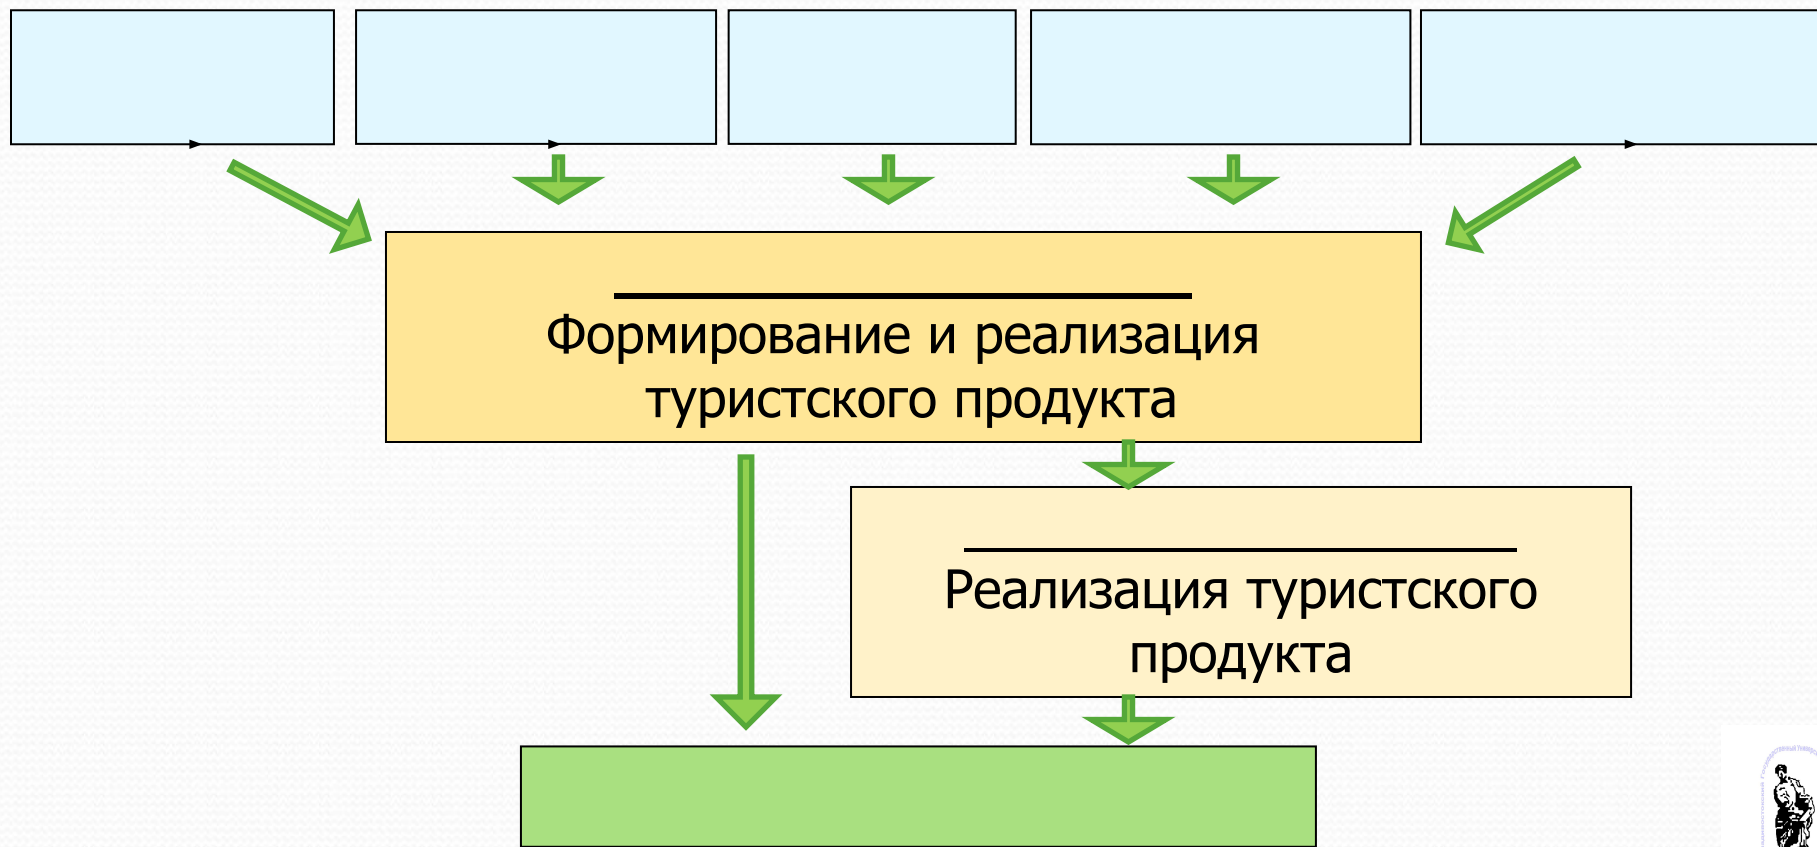 Формирование и реализация
туристского продукта
Реализация туристского
продукта